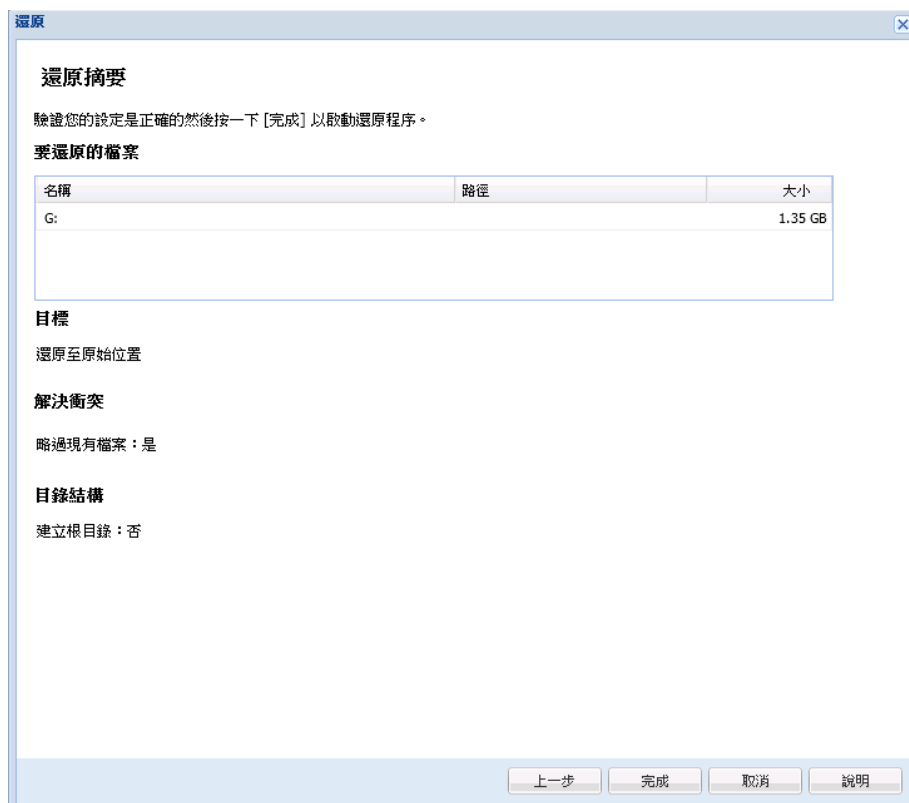 還原
還原摘要
驗證您的設定是正確的然後按一下 [完成] 以啟動還原程序。
要還原的檔案
名稱 路徑 大小
G: 1.35 GB
目標
還原至原始位置
解決衝突
略過現有檔案：是
目錄結構
建立根目錄：否
上一步 完成 取消 說明